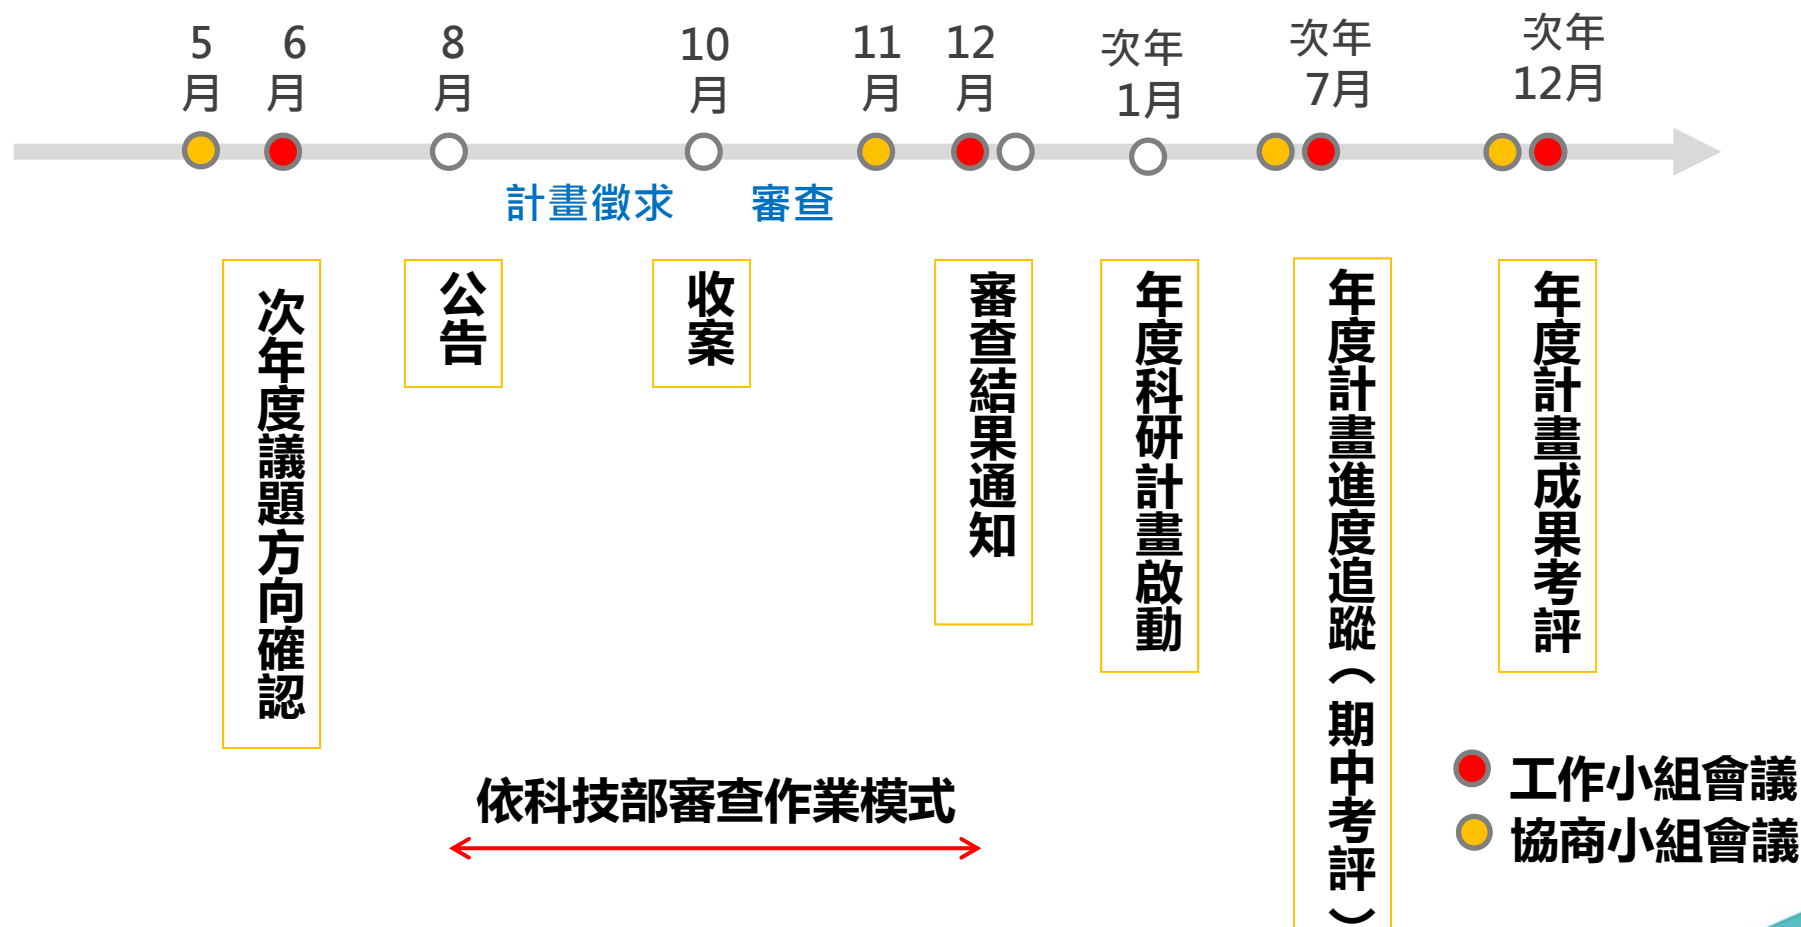 5
月
6
月
8
月
10
月
11
月
12
月
次年
1月
次年
7月
次年
12月
計畫徵求
審查
次年度議題方向確認
公告
收案
審查結果通知
年度科研計畫啟動
年度計畫進度追蹤（期中考評）
年度計畫成果考評
依科技部審查作業模式
工作小組會議
協商小組會議